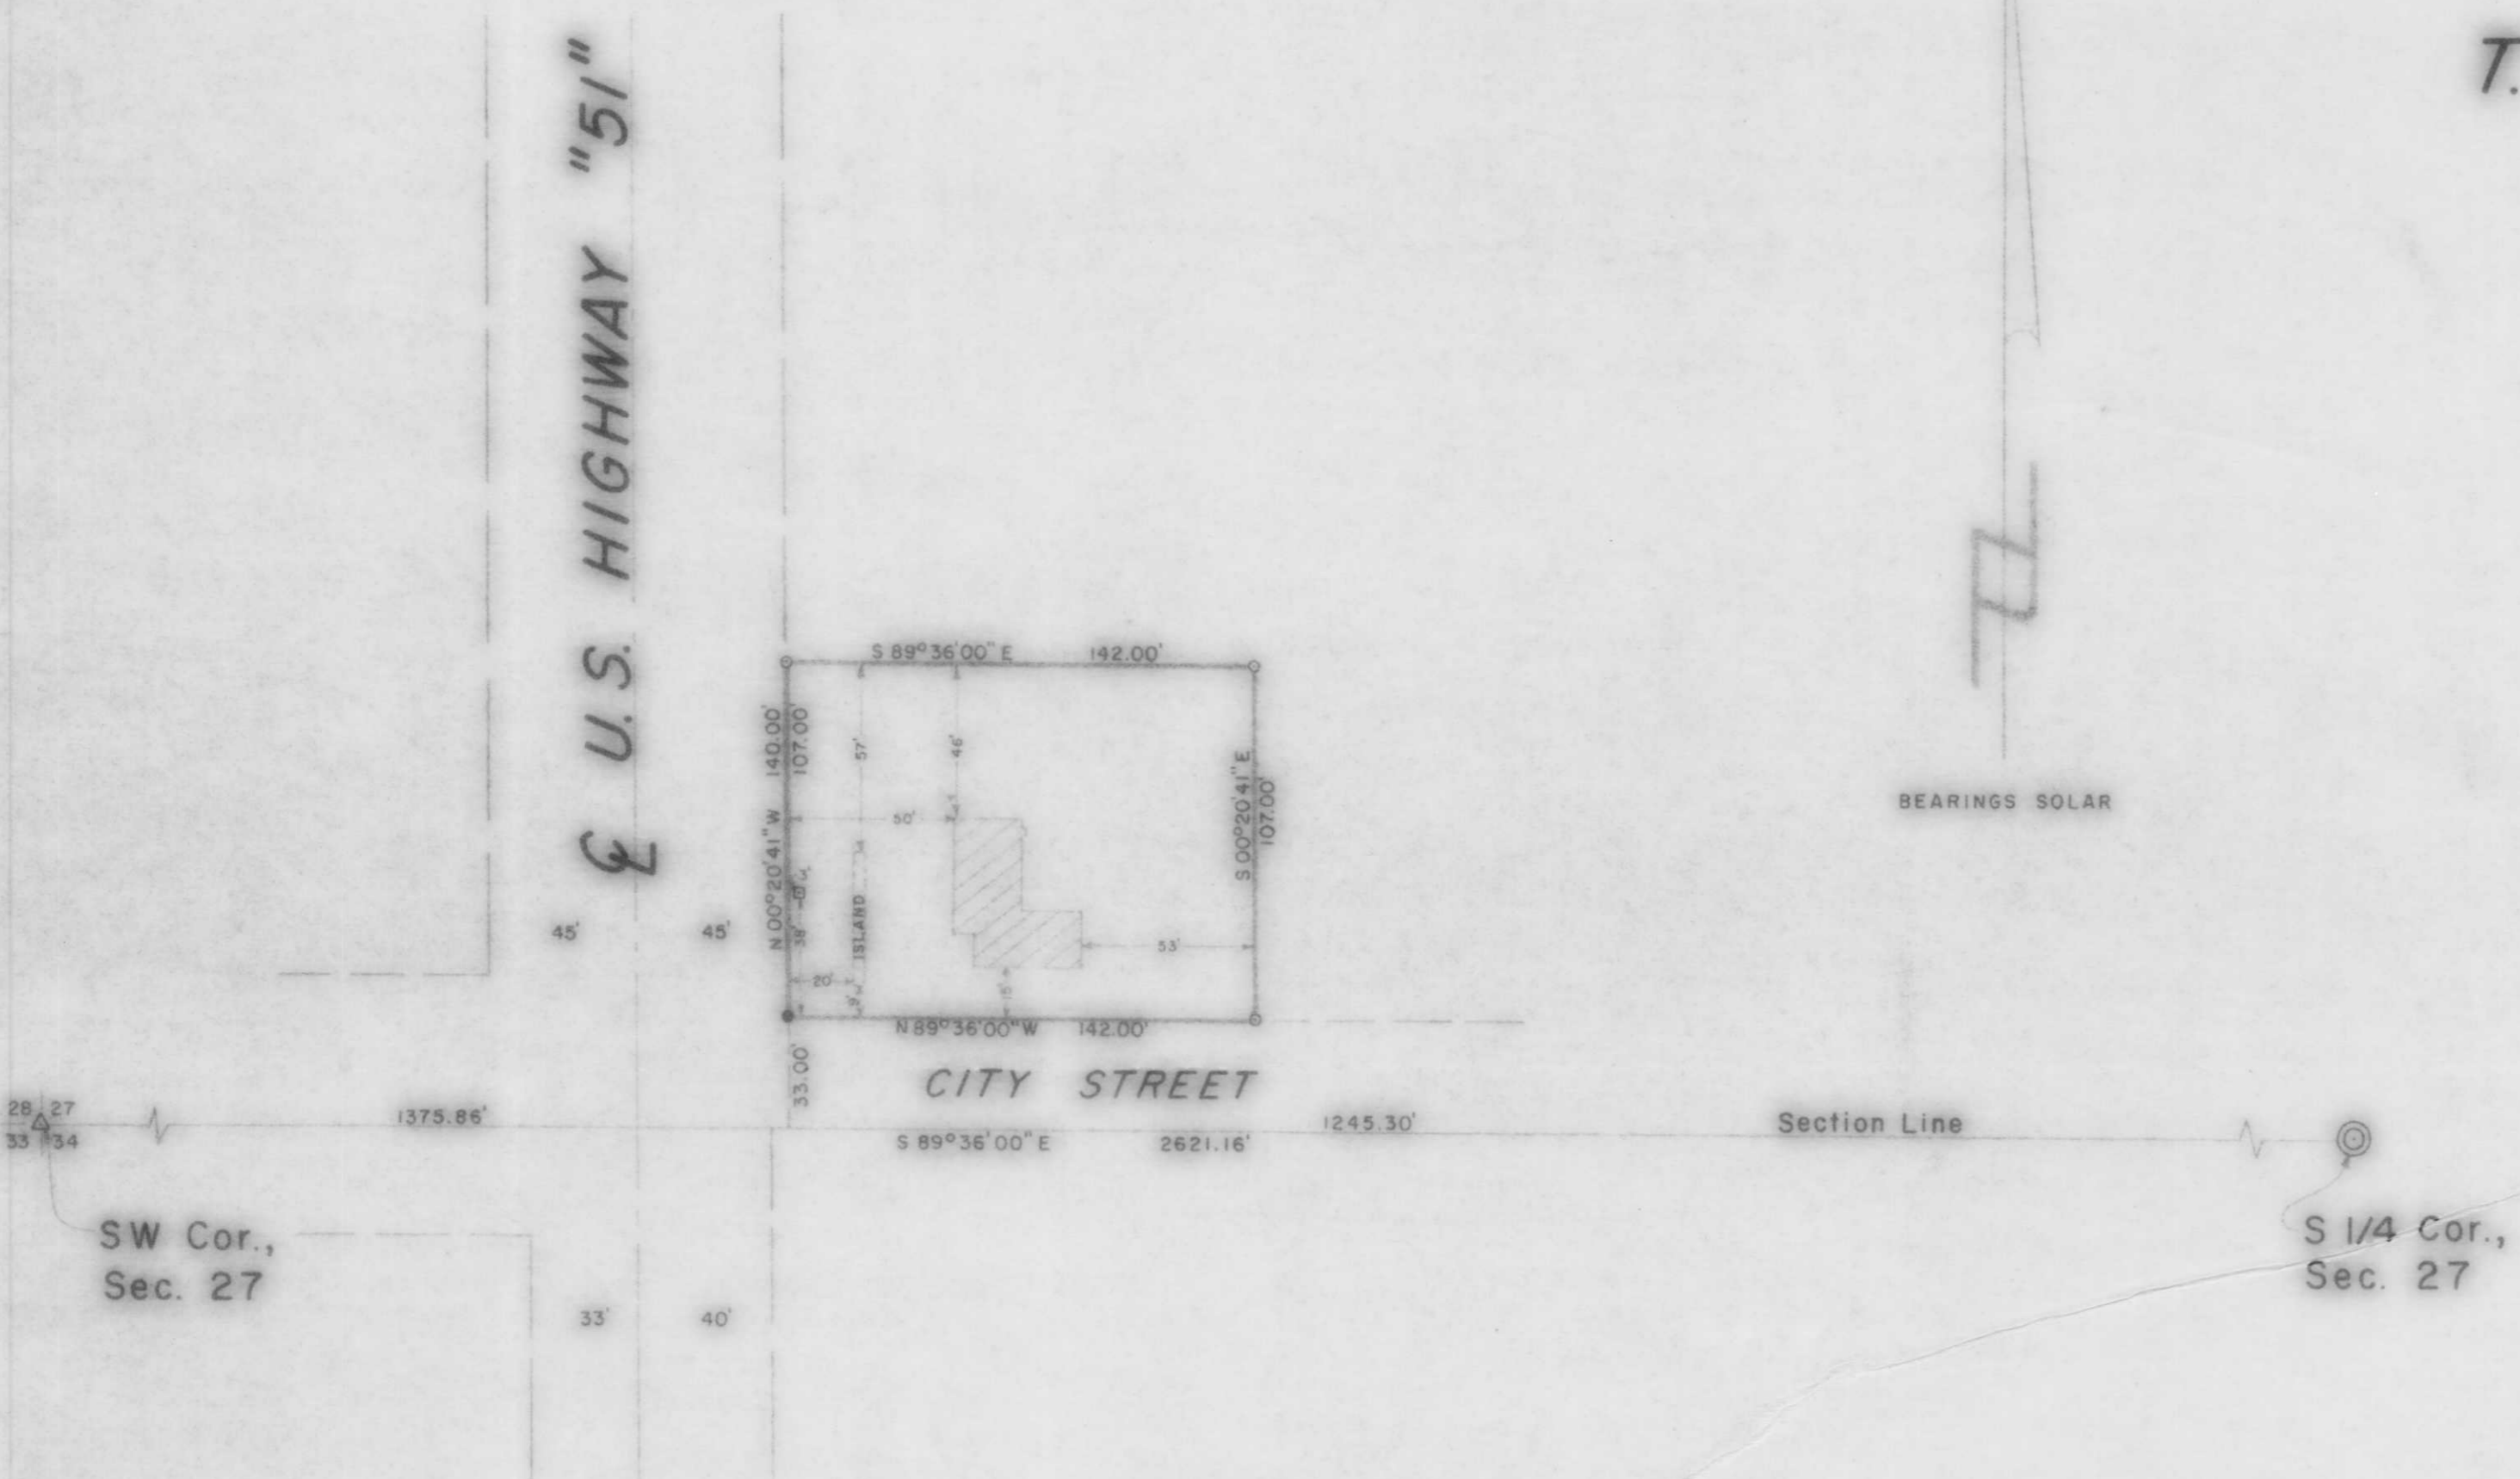 T.
℄ U.S. HIGHWAY "51"
S 89°36'00" E 142.00'
N 00°20'41" W 140.00'
107.00'
57'
46'
50'
S 00°20'41" E
107.00'
45'
45'
38'
ISLAND
53'
20'
9'
15'
N 89°36'00" W 142.00'
33.00'
CITY STREET
28 27
33 34
1375.86'
S 89°36'00" E 2621.16'
1245.30'
Section Line
BEARINGS SOLAR
SW Cor.,
Sec. 27
S 1/4 Cor.,
Sec. 27
33'
40'